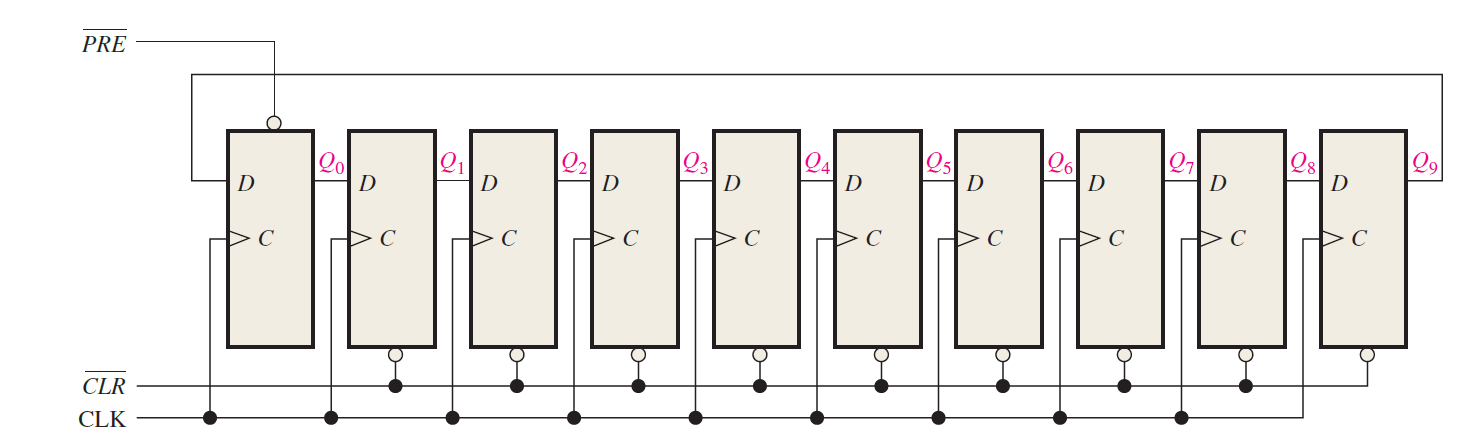 PRE
Q0 Q1 Q2 Q3 Q4 Q5 Q6 Q7 Q8 Q9
D D D D D D D D D D
C C C C C C C C C C
CLR
CLK